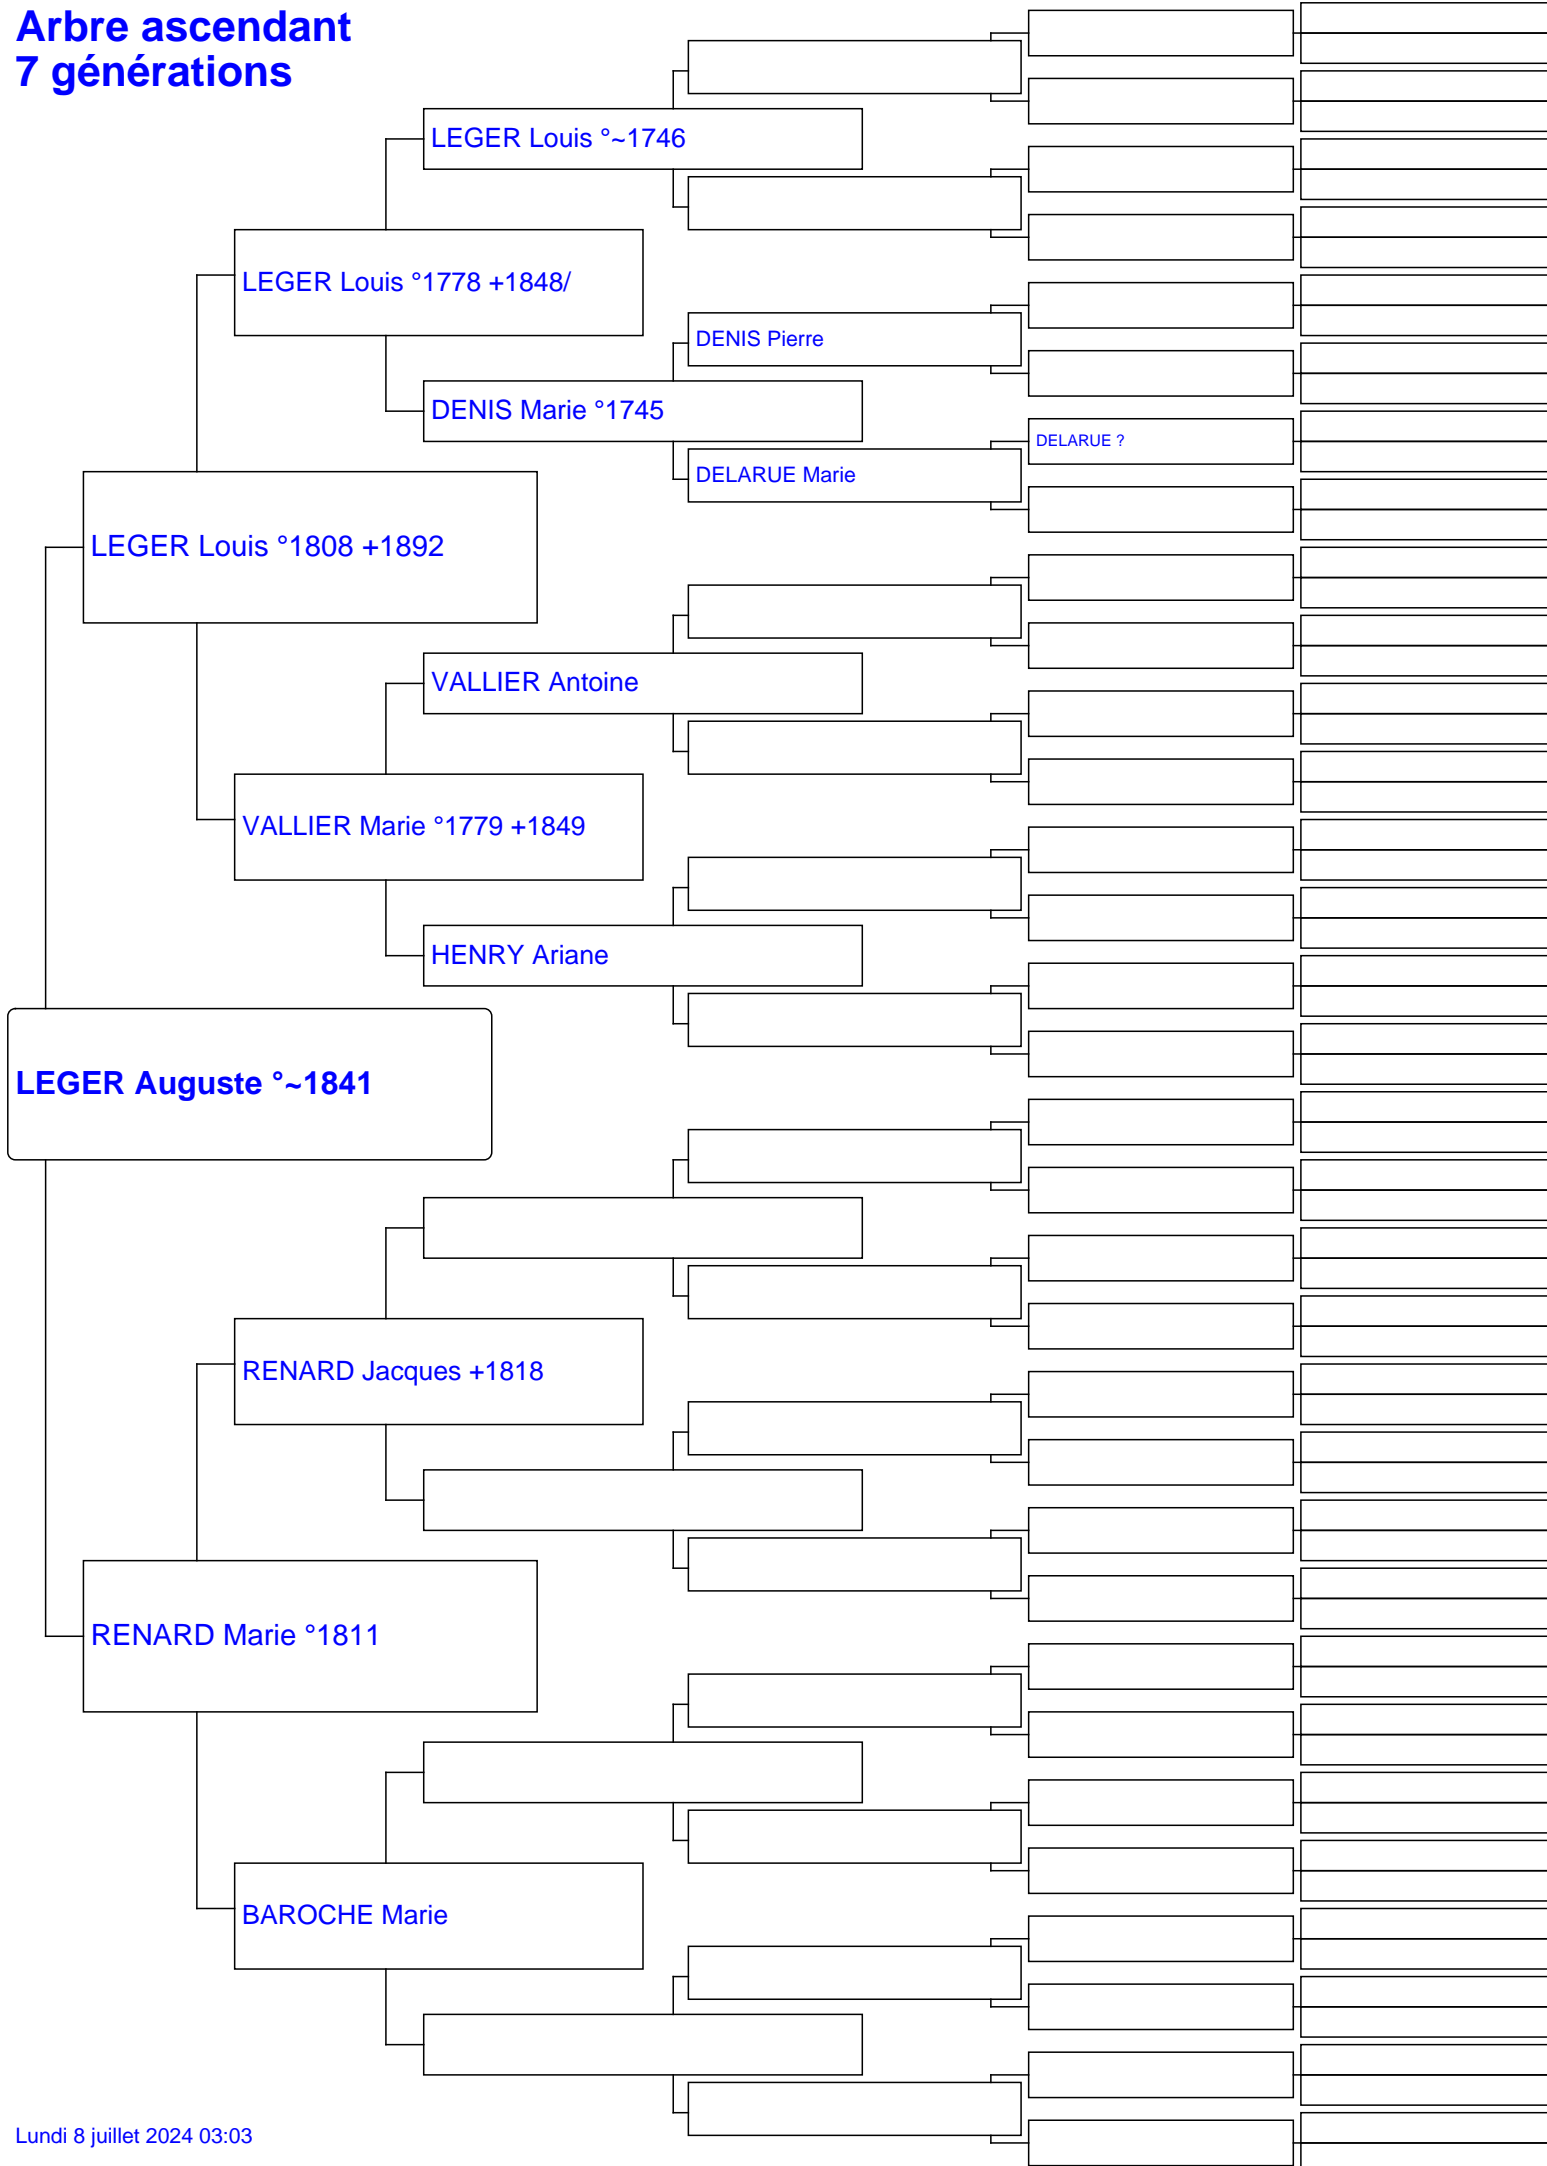 Arbre ascendant
7 générations
LEGER Louis °~1746
LEGER Louis °1778 +1848/
DENIS Pierre
DENIS Marie °1745
DELARUE ?
DELARUE Marie
LEGER Louis °1808 +1892
VALLIER Antoine
VALLIER Marie °1779 +1849
HENRY Ariane
LEGER Auguste °~1841
RENARD Jacques +1818
RENARD Marie °1811
BAROCHE Marie
Lundi 8 juillet 2024 03:03